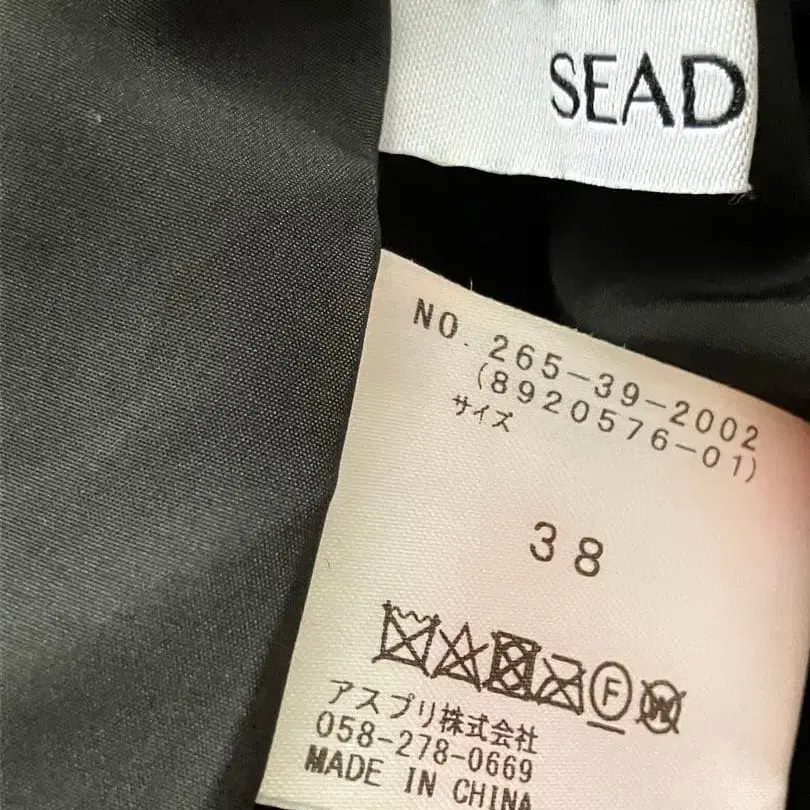 SEAD
NO. 265-39-2002
(8920576-01)
サイズ
38
F
W
アスプリ株式会社
058-278-0669
MADE IN CHINA